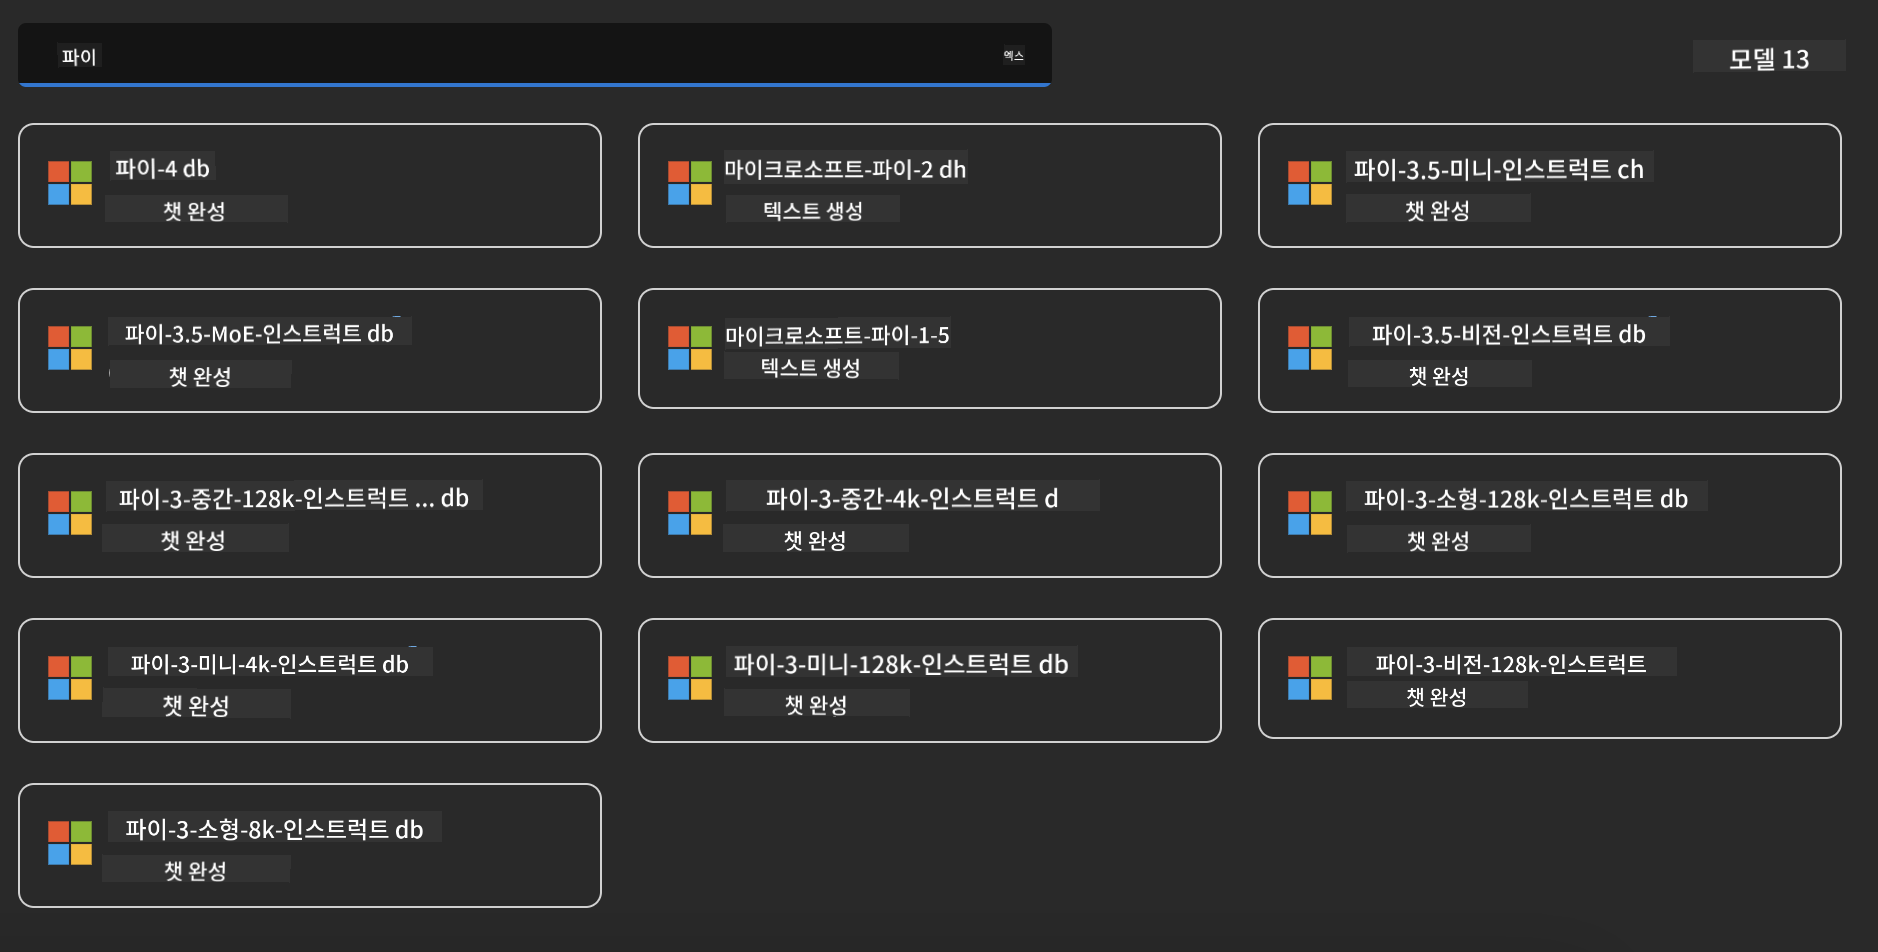 파이
엑스
모델 13
파이-4 db
챗 완성
마이크로소프트-파이-2 dh
텍스트 생성
파이-3.5-미니-인스트럭트 ch
챗 완성
파이-3.5-MoE-인스트럭트 db
챗 완성
마이크로소프트-파이-1-5
텍스트 생성
파이-3.5-비전-인스트럭트 db
챗 완성
파이-3-중간-128k-인스트럭트 ... db
챗 완성
파이-3-중간-4k-인스트럭트 d
챗 완성
파이-3-소형-128k-인스트럭트 db
챗 완성
파이-3-미니-4k-인스트럭트 db
챗 완성
파이-3-미니-128k-인스트럭트 db
챗 완성
파이-3-비전-128k-인스트럭트
챗 완성
파이-3-소형-8k-인스트럭트 db
챗 완성